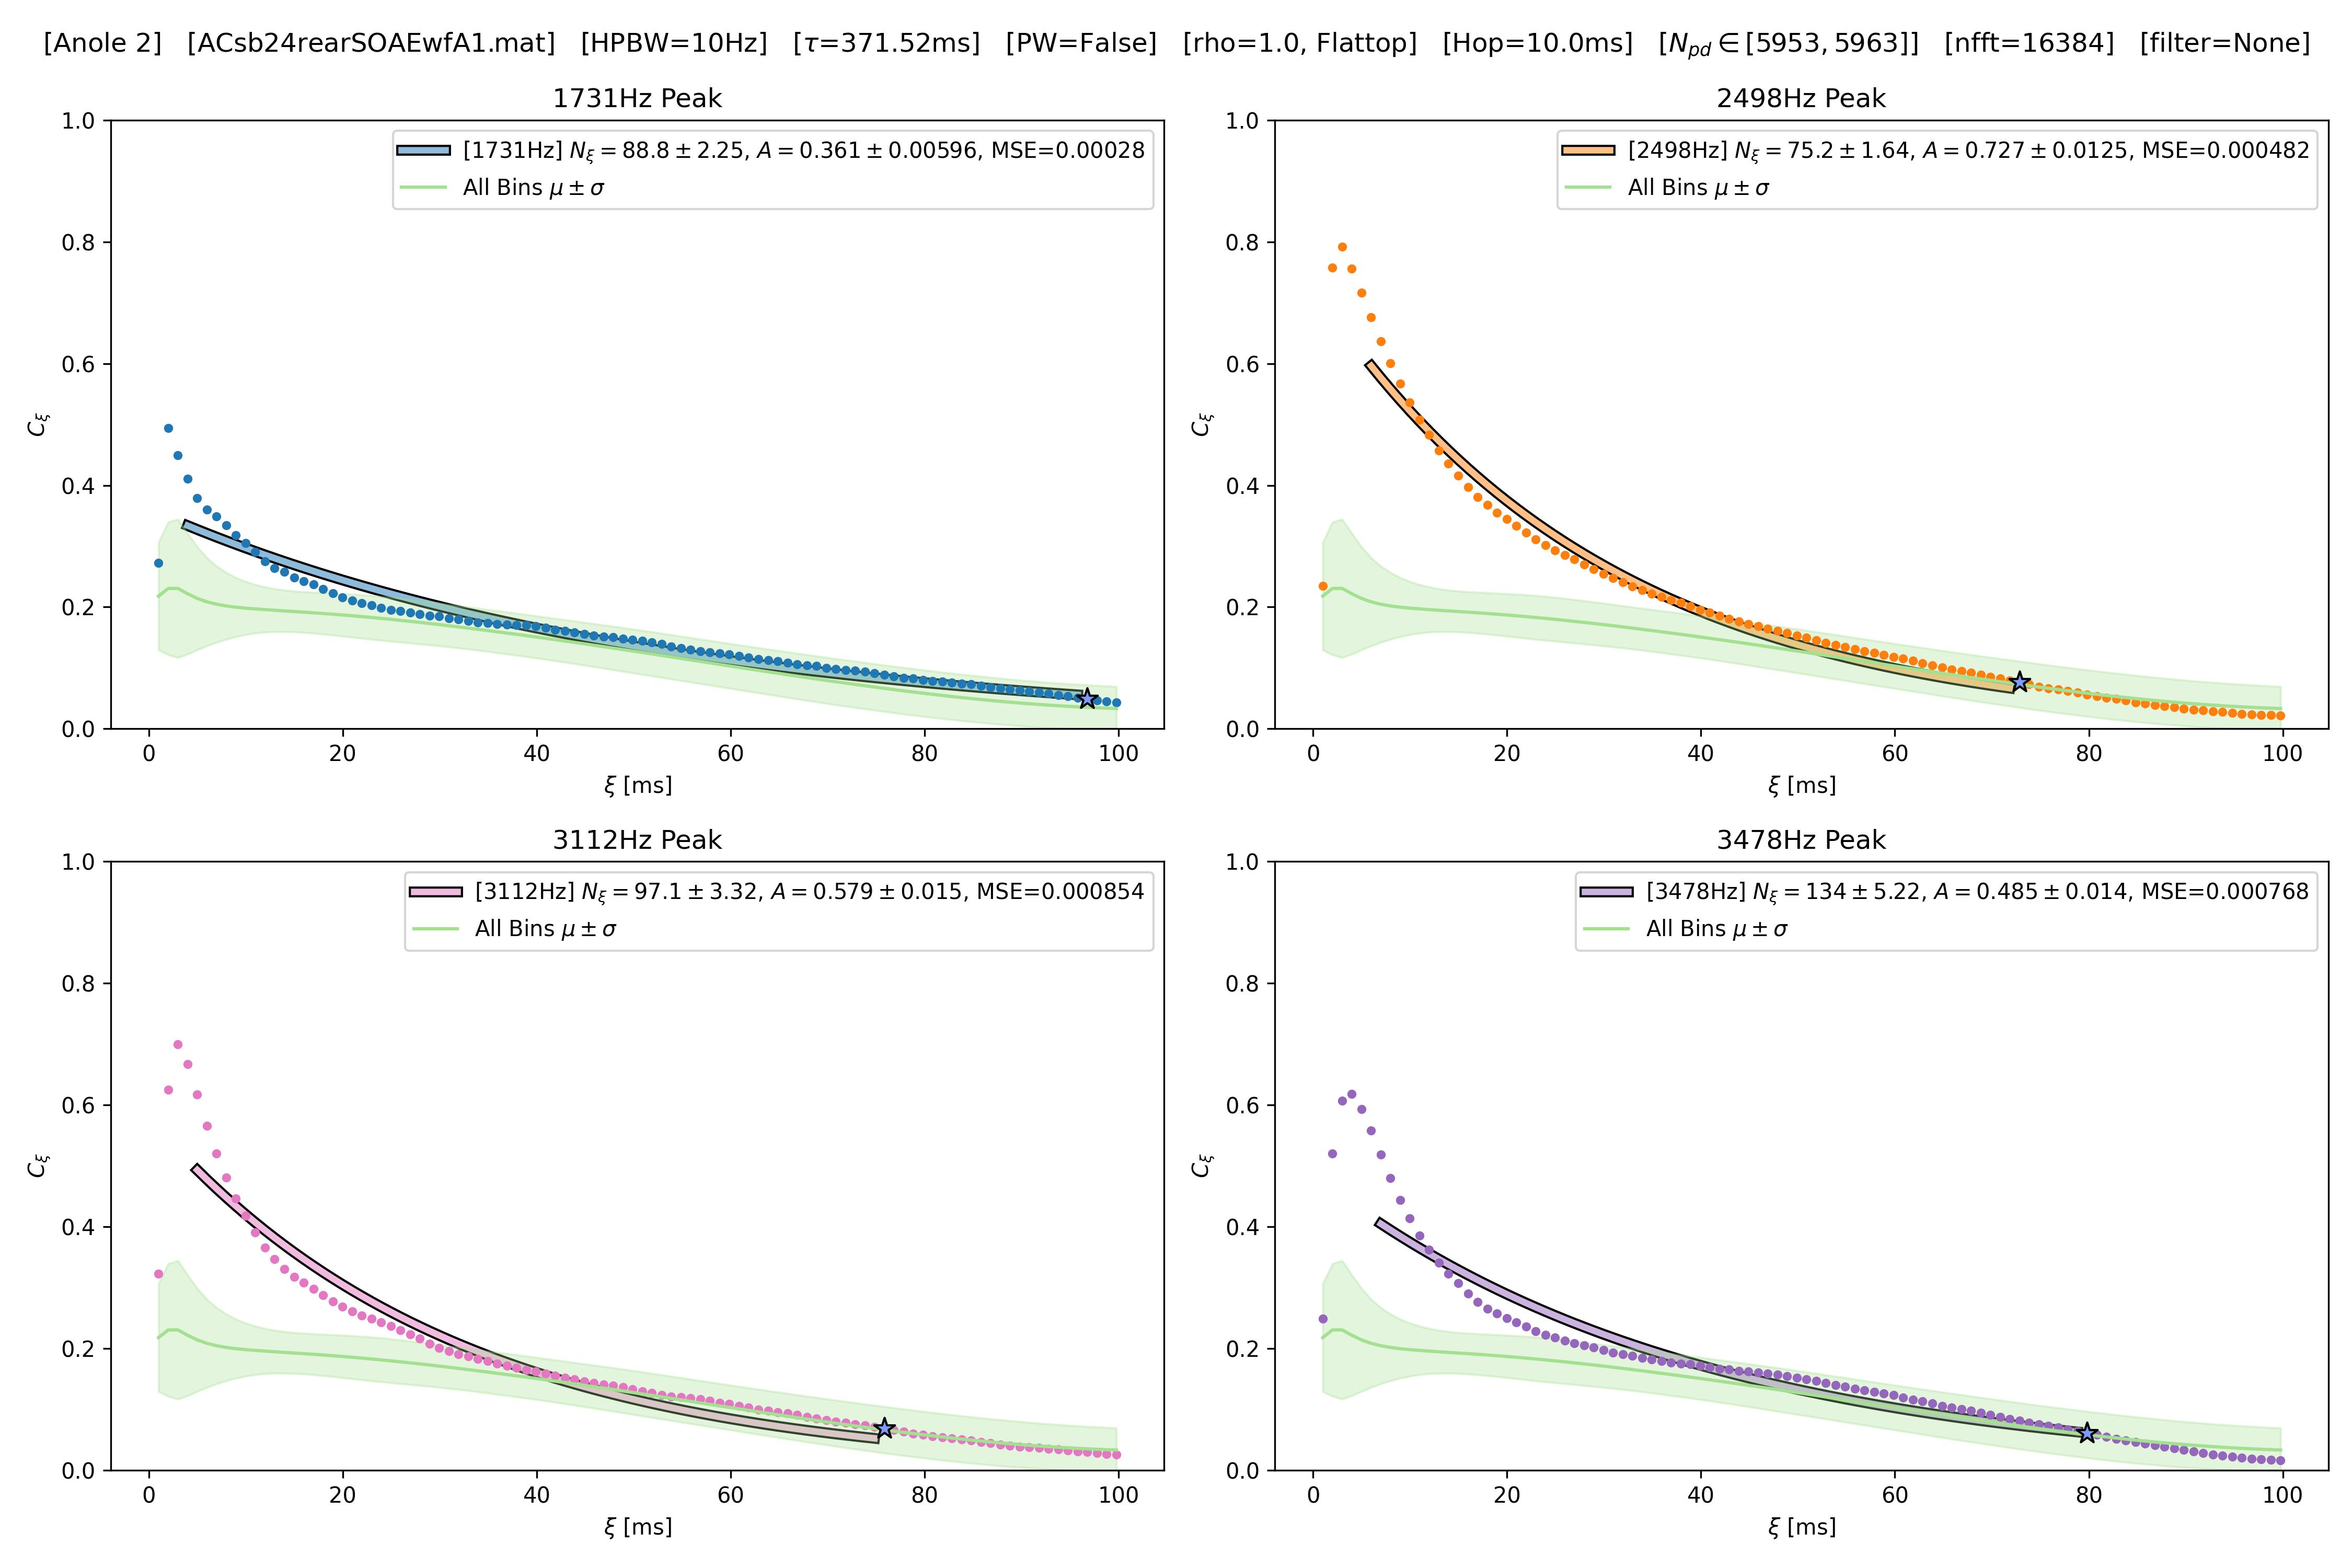 [Anole 2]   [ACsb24rearSOAEwfA1.mat]   [HPBW=10Hz]   [τ=371.52ms]   [PW=False]   [rho=1.0, Flattop]   [Hop=10.0ms]   [N_pd ∈ [5953, 5963]]   [nfft=16384]   [filter=None]
1731Hz Peak
[1731Hz] N_ξ = 88.8 ± 2.25, A = 0.361 ± 0.00596, MSE=0.00028
All Bins μ ± σ
1.0
0.8
0.6
0.4
0.2
0.0
C_ξ
0 20 40 60 80 100
ξ [ms]
2498Hz Peak
[2498Hz] N_ξ = 75.2 ± 1.64, A = 0.727 ± 0.0125, MSE=0.000482
All Bins μ ± σ
1.0
0.8
0.6
0.4
0.2
0.0
C_ξ
0 20 40 60 80 100
ξ [ms]
3112Hz Peak
[3112Hz] N_ξ = 97.1 ± 3.32, A = 0.579 ± 0.015, MSE=0.000854
All Bins μ ± σ
1.0
0.8
0.6
0.4
0.2
0.0
C_ξ
0 20 40 60 80 100
ξ [ms]
3478Hz Peak
[3478Hz] N_ξ = 134 ± 5.22, A = 0.485 ± 0.014, MSE=0.000768
All Bins μ ± σ
1.0
0.8
0.6
0.4
0.2
0.0
C_ξ
0 20 40 60 80 100
ξ [ms]